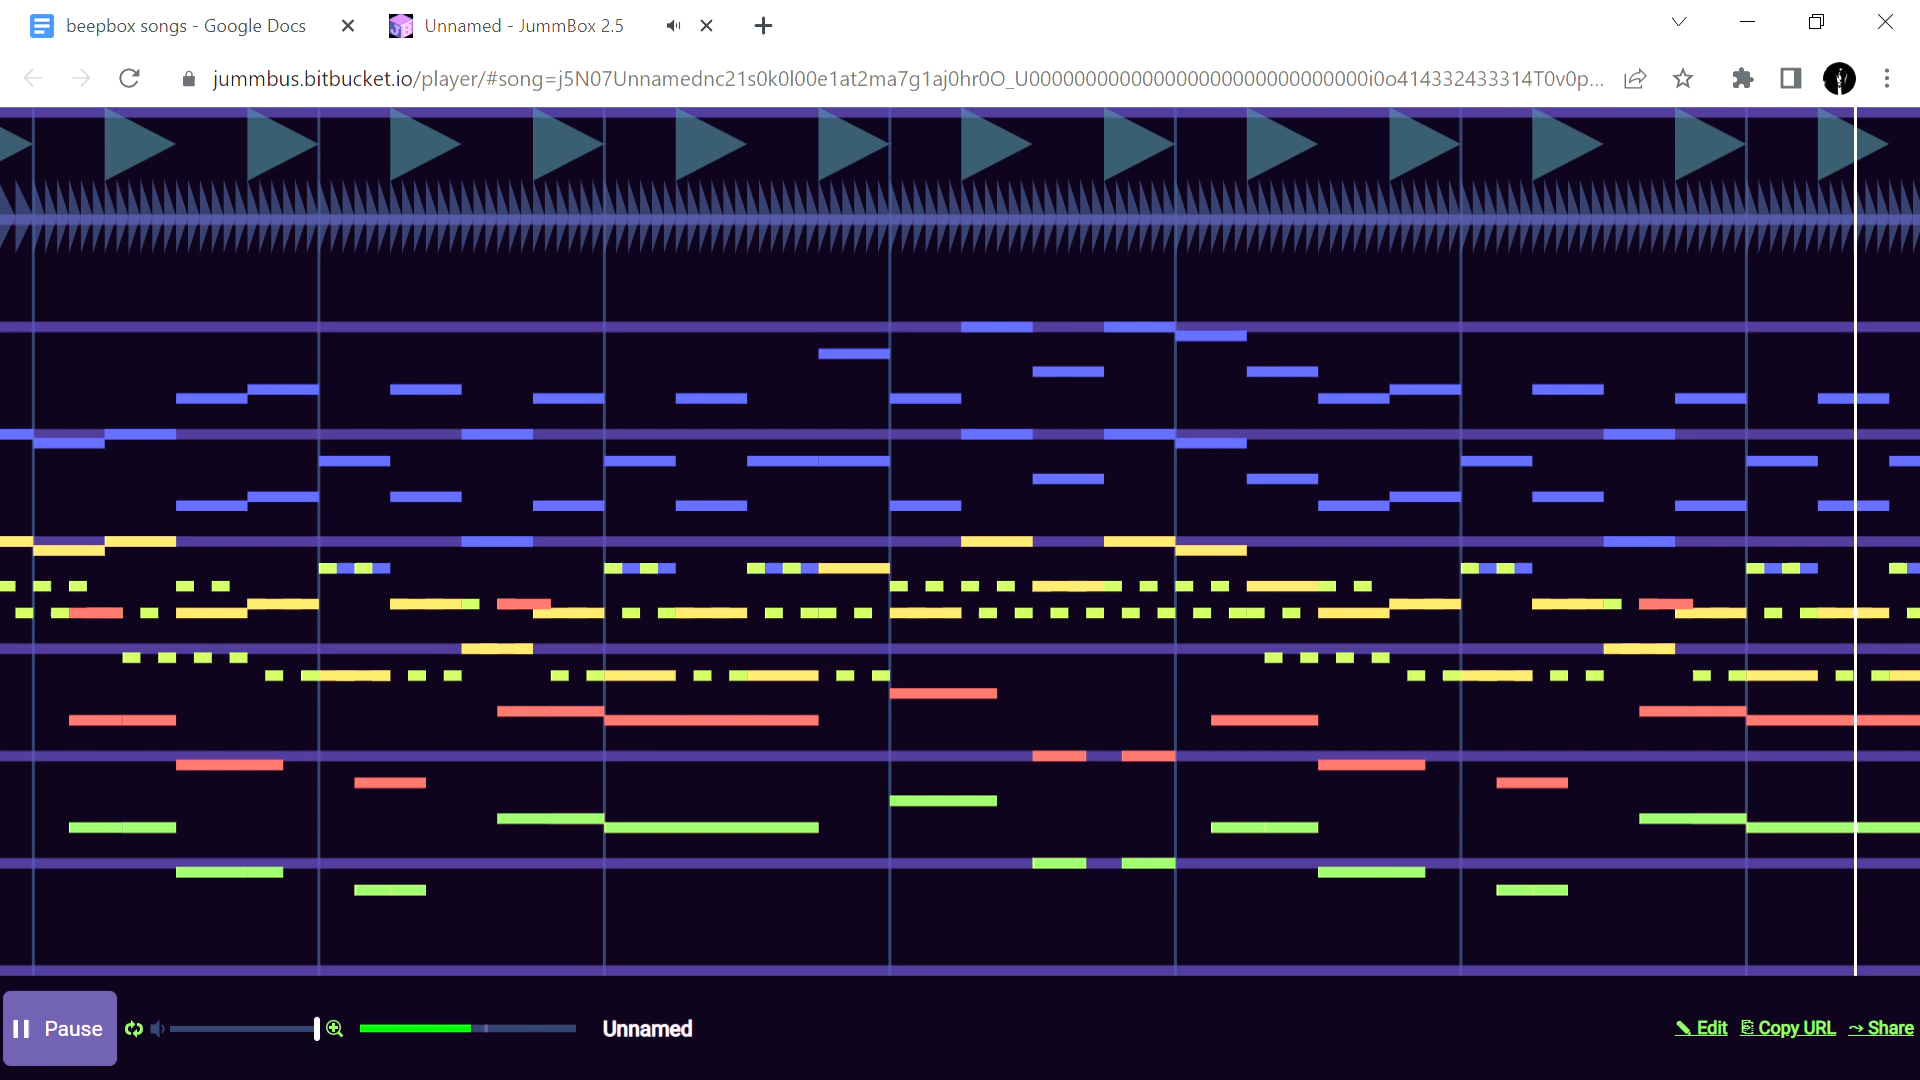 beepbox songs - Google Docs
Unnamed - JummBox 2.5
jummbus.bitbucket.io/player/#song=j5N07Unnamednc21s0k0l00e1at2ma7g1aj0hr0O_U0000000000000000000000000000i0o414332433314T0v0p...
Pause
Unnamed
Edit
Copy URL
Share